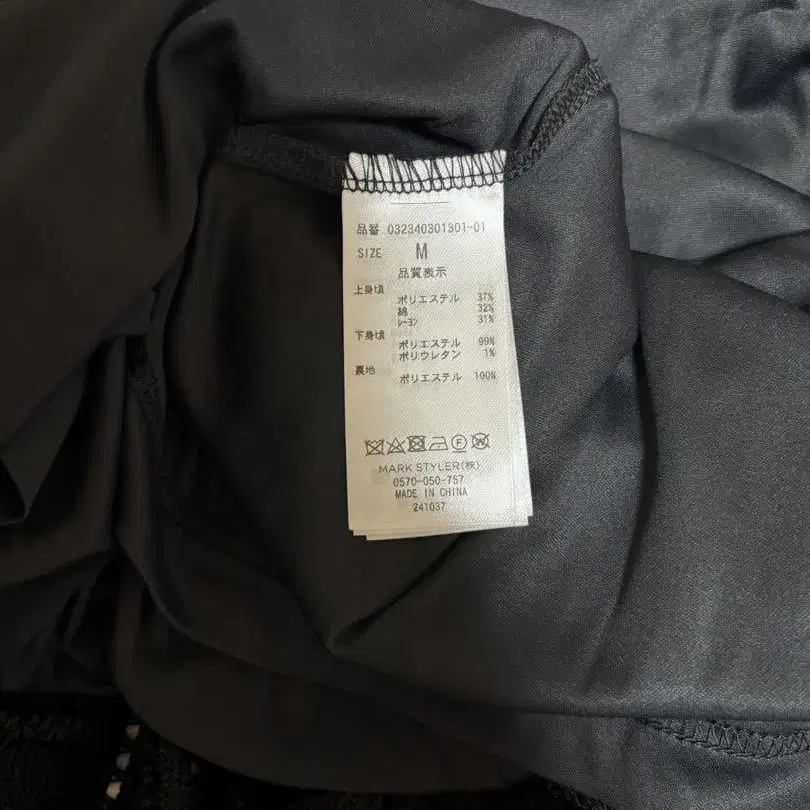 品番 032340301301-01
SIZE M
品質表示
上身頃
ポリエステル 37%
綿 32%
レーヨン 31%
下身頃
ポリエステル 99%
ポリウレタン 1%
裏地
ポリエステル 100%
MARK STYLER(株)
0570-050-757
MADE IN CHINA
241037